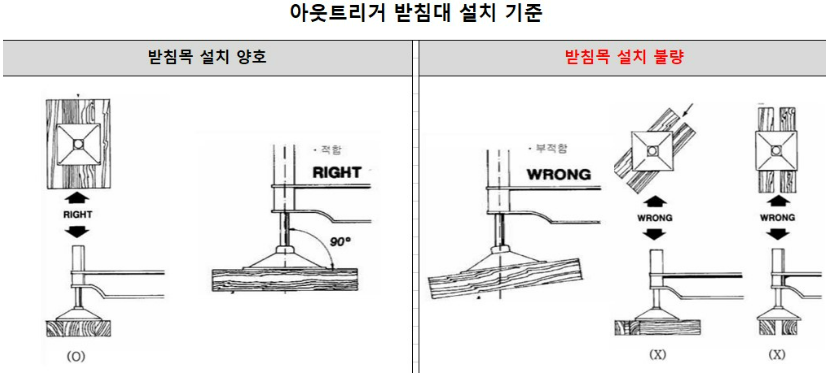 아웃트리거 받침대 설치 기준
받침목 설치 양호
받침목 설치 불량
RIGHT
(O)
· 적합
RIGHT
90°
· 부적합
WRONG
WRONG
(X)
WRONG
(X)